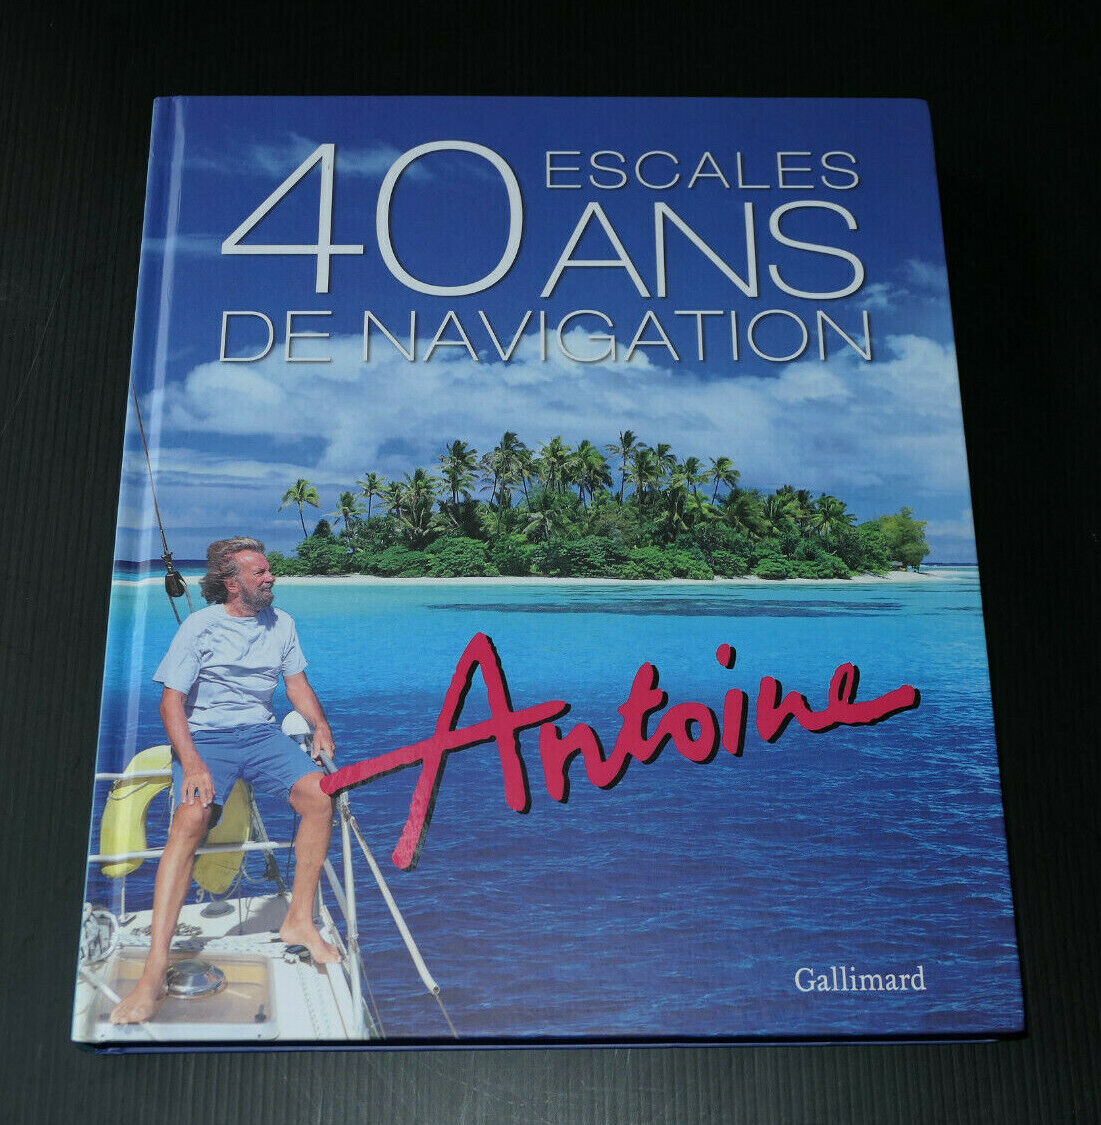 40 ESCALES
ANS
DE NAVIGATION
Antoine
Gallimard